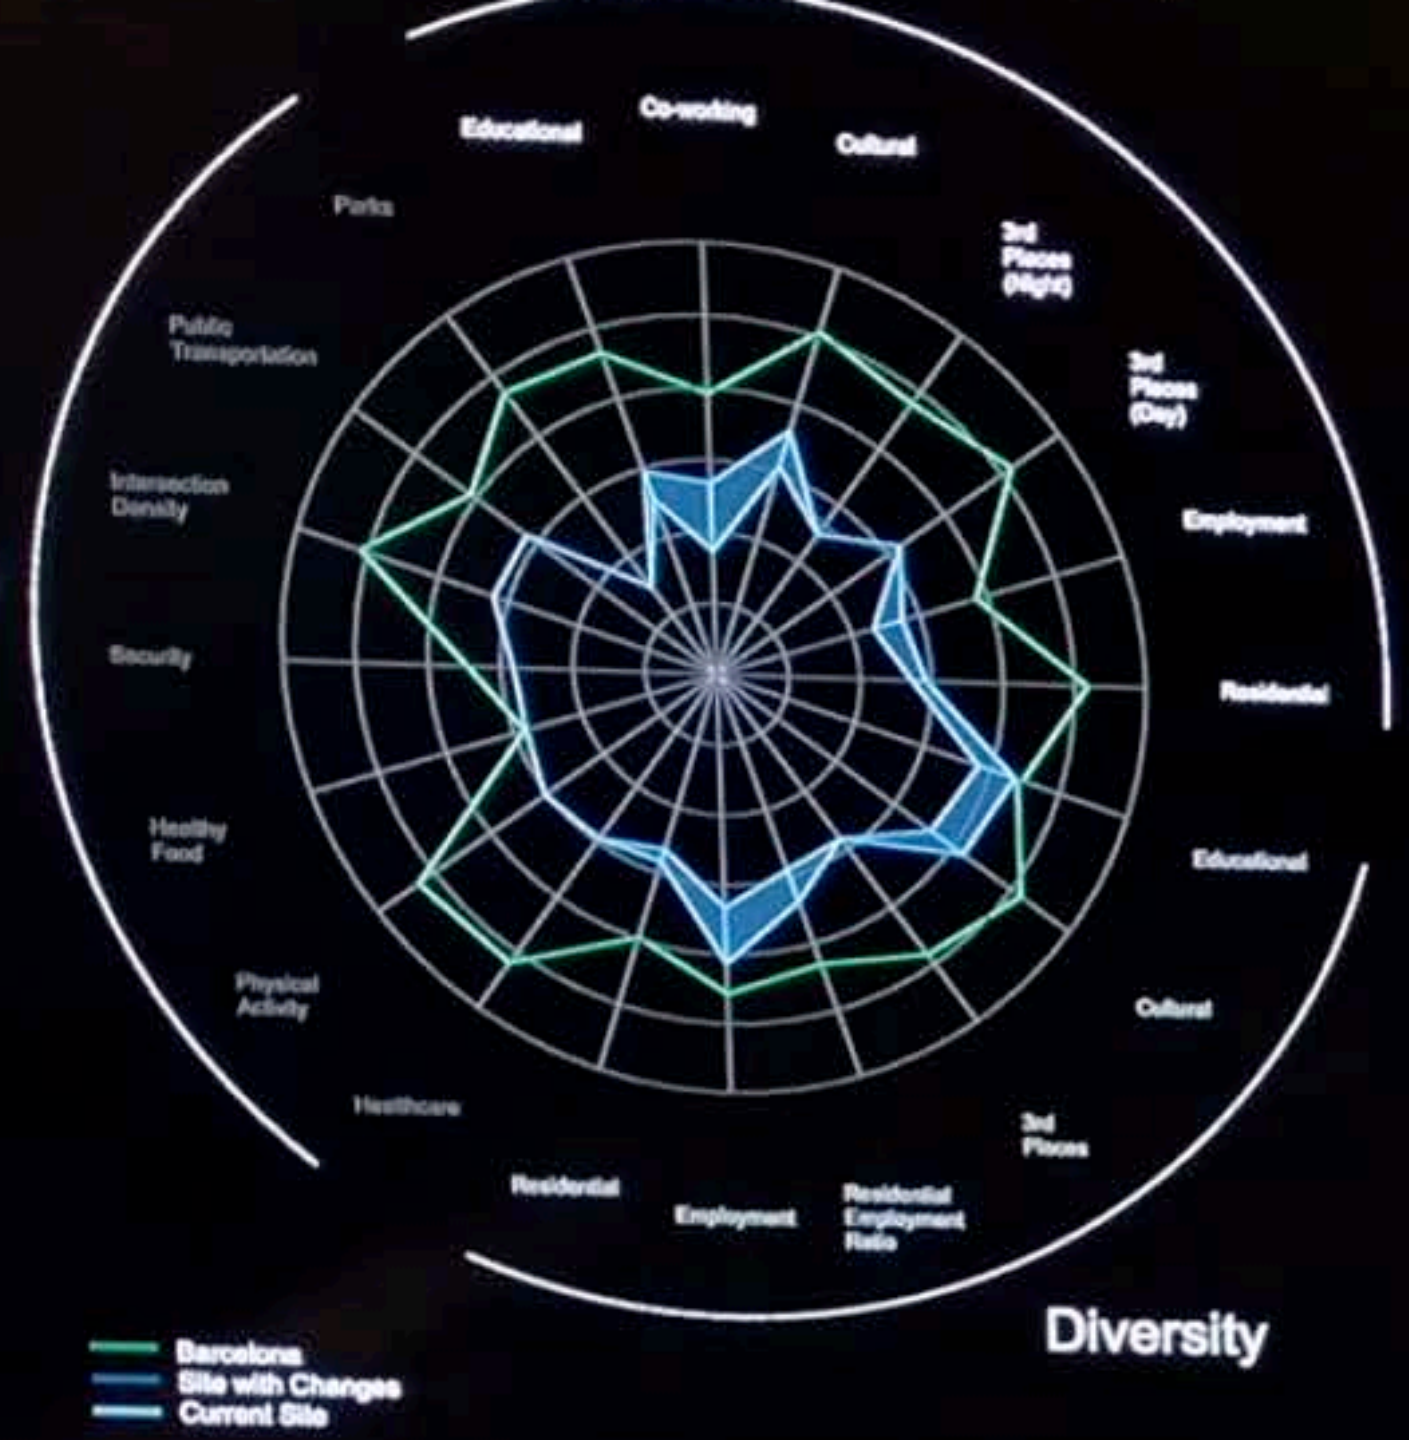 Co-working
Educational
Cultural
Parks
3rd
Places
(Night)
Public
Transportation
3rd
Places
(Day)
Intersection
Density
Employment
Security
Residential
Healthy
Food
Educational
Physical
Activity
Cultural
Healthcare
3rd
Places
Residential
Employment
Residential
Employment
Ratio
Diversity
Barcelona
Site with Changes
Current Site